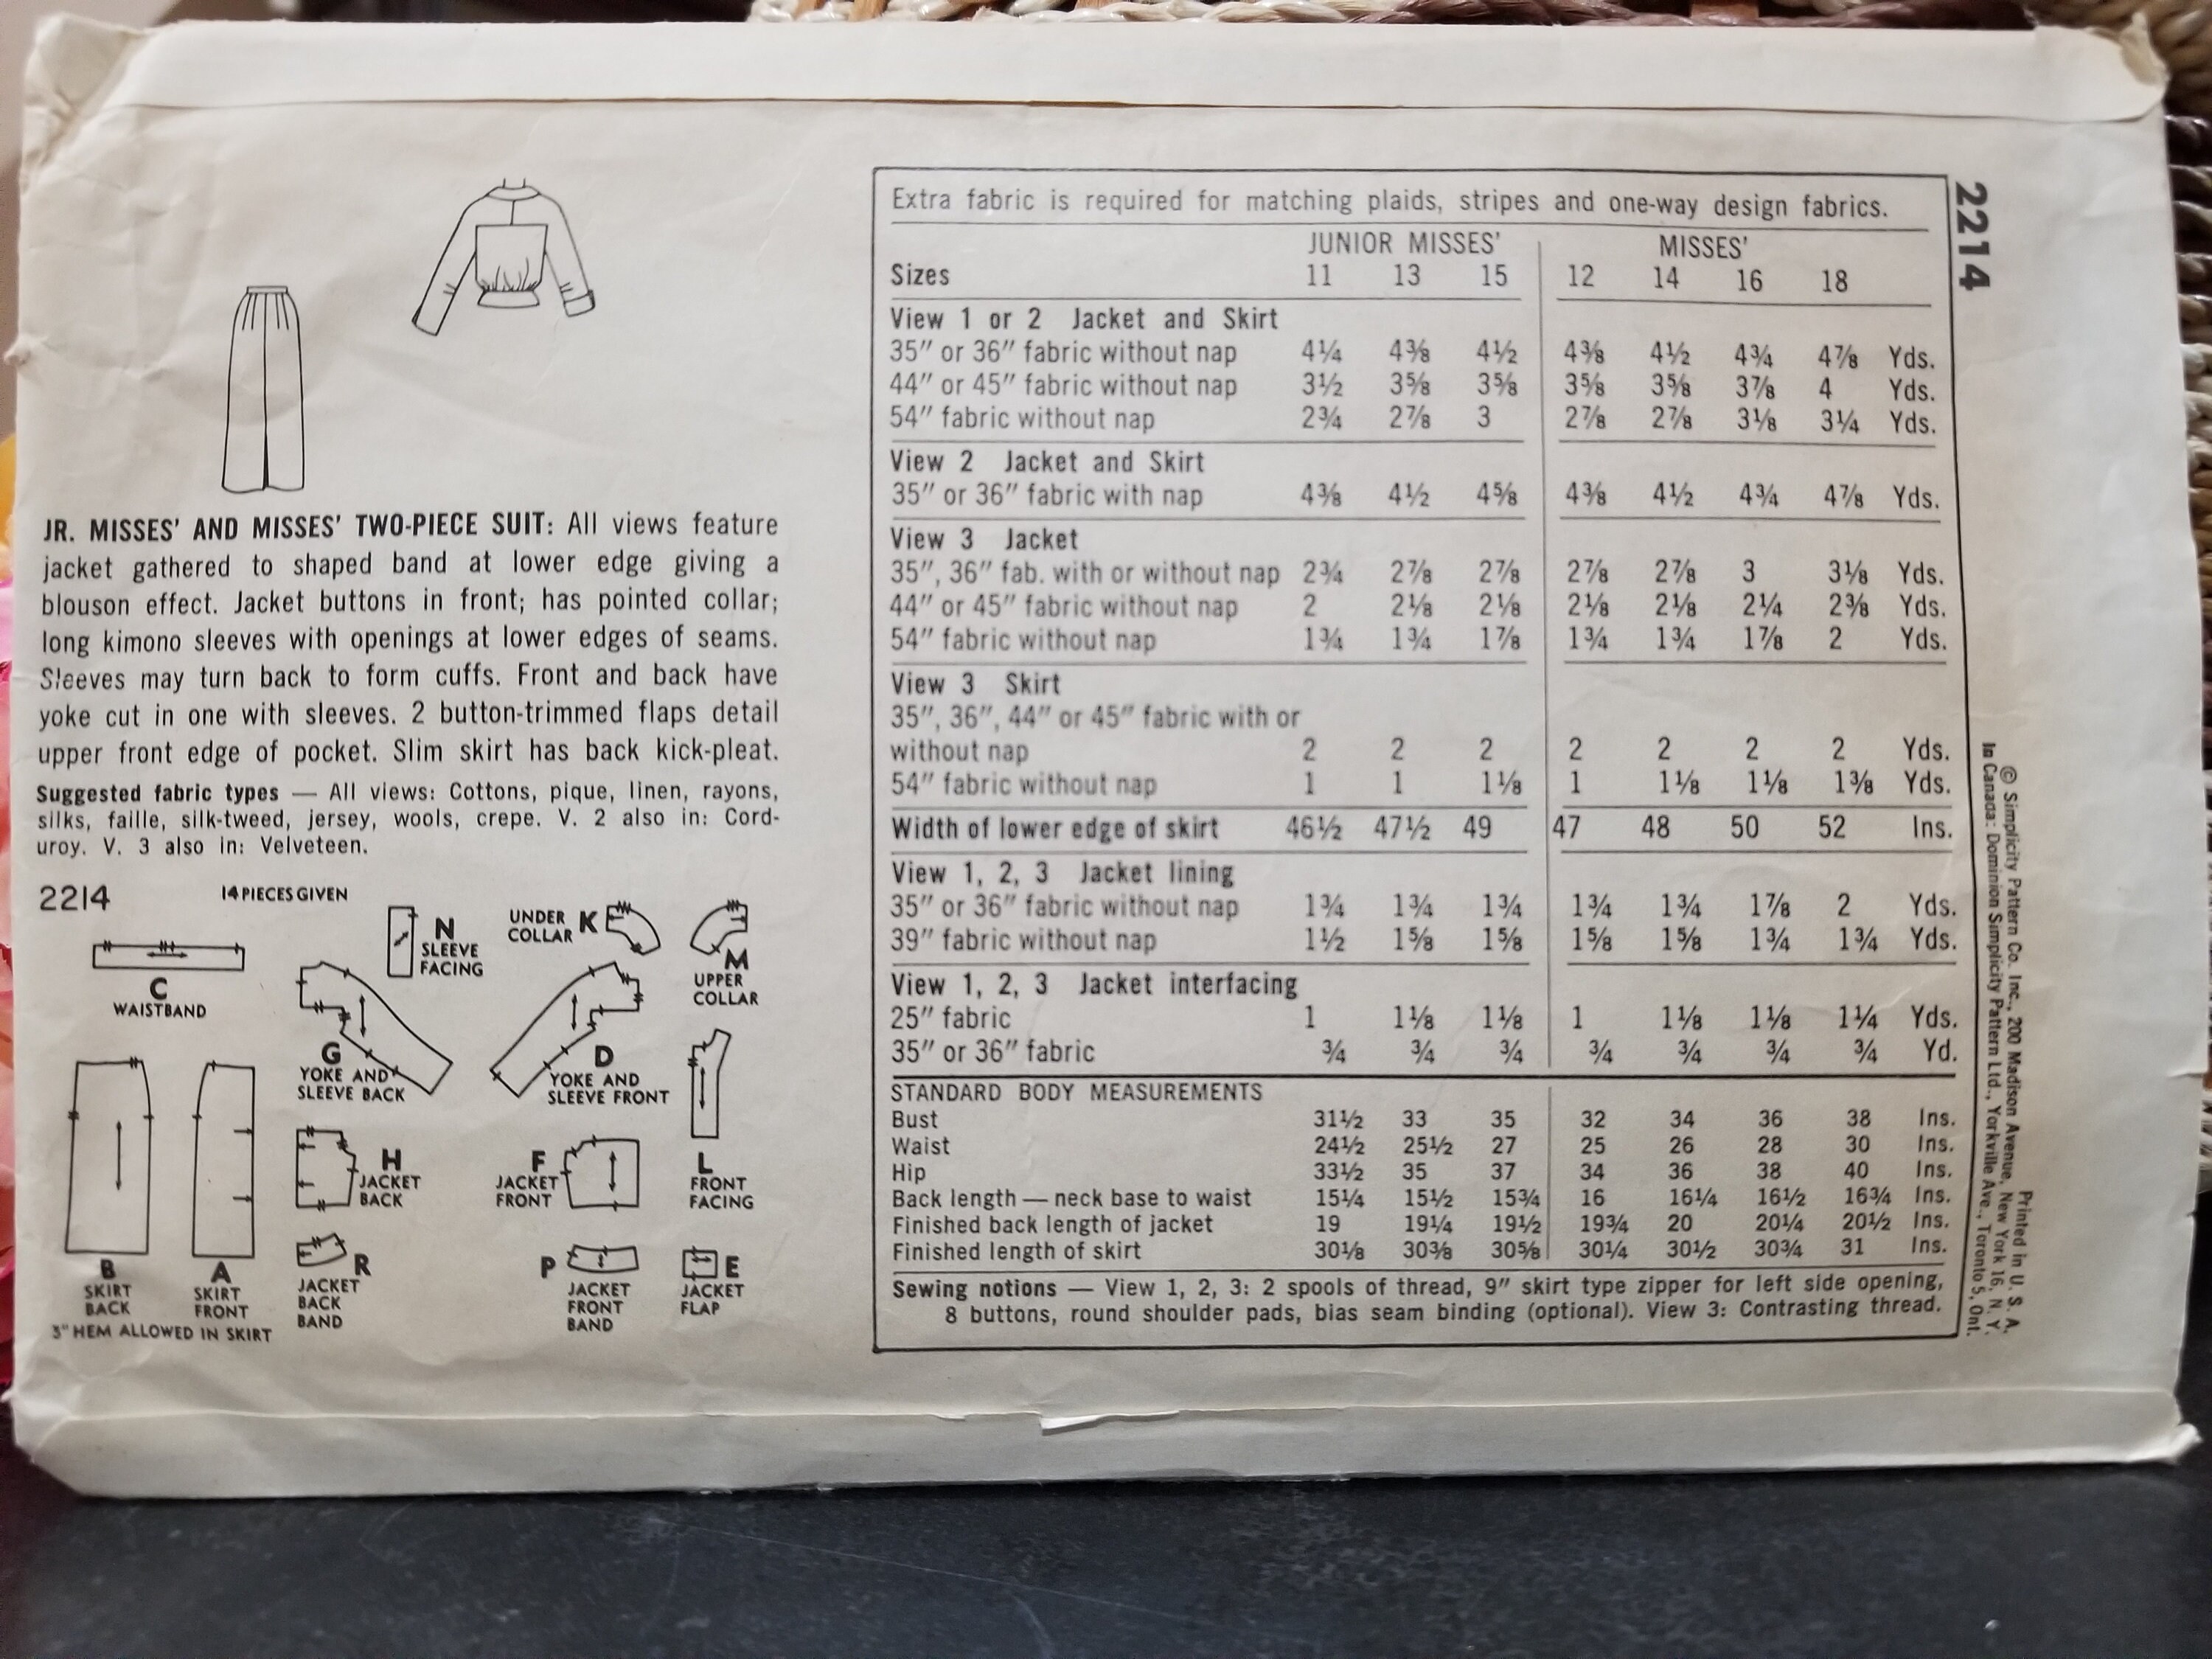 JR. MISSES' AND MISSES' TWO-PIECE SUIT: All views feature
jacket gathered to shaped band at lower edge giving a
blouson effect. Jacket buttons in front; has pointed collar;
long kimono sleeves with openings at lower edges of seams.
Sleeves may turn back to form cuffs. Front and back have
yoke cut in one with sleeves. 2 button-trimmed flaps detail
upper front edge of pocket. Slim skirt has back kick-pleat.
Suggested fabric types — All views: Cottons, pique, linen, rayons,
silks, faille, silk-tweed, jersey, wools, crepe. V. 2 also in: Cord-
uroy. V. 3 also in: Velveteen.
2214 14 PIECES GIVEN
N
SLEEVE
FACING
UNDER
COLLAR K
M
UPPER
COLLAR
C
WAISTBAND
G
YOKE AND
SLEEVE BACK
D
YOKE AND
SLEEVE FRONT
H
JACKET
BACK
F
JACKET
FRONT
L
FRONT
FACING
B
SKIRT
BACK
A
SKIRT
FRONT
3" HEM ALLOWED IN SKIRT
R
JACKET
BACK
BAND
P
JACKET
FRONT
BAND
E
JACKET
FLAP
Extra fabric is required for matching plaids, stripes and one-way design fabrics.
JUNIOR MISSES' MISSES'
Sizes 11 13 15 12 14 16 18
View 1 or 2 Jacket and Skirt
35" or 36" fabric without nap 4¼ 4⅜ 4½ 4⅜ 4½ 4¾ 4⅞ Yds.
44" or 45" fabric without nap 3½ 3⅝ 3⅝ 3⅝ 3⅝ 3⅞ 4 Yds.
54" fabric without nap 2¾ 2⅞ 3 2⅞ 2⅞ 3⅛ 3¼ Yds.
View 2 Jacket and Skirt
35" or 36" fabric with nap 4⅜ 4½ 4⅝ 4⅜ 4½ 4¾ 4⅞ Yds.
View 3 Jacket
35", 36" fab. with or without nap 2¾ 2⅞ 2⅞ 2⅞ 2⅞ 3 3⅛ Yds.
44" or 45" fabric without nap 2 2⅛ 2⅛ 2⅛ 2⅛ 2¼ 2⅜ Yds.
54" fabric without nap 1¾ 1¾ 1⅞ 1¾ 1¾ 1⅞ 2 Yds.
View 3 Skirt
35", 36", 44" or 45" fabric with or
without nap 2 2 2 2 2 2 2 Yds.
54" fabric without nap 1 1 1⅛ 1 1⅛ 1⅛ 1⅜ Yds.
Width of lower edge of skirt 46½ 47½ 49 47 48 50 52 Ins.
View 1, 2, 3 Jacket lining
35" or 36" fabric without nap 1¾ 1¾ 1¾ 1¾ 1¾ 1⅞ 2 Yds.
39" fabric without nap 1½ 1⅝ 1⅝ 1⅝ 1⅝ 1¾ 1¾ Yds.
View 1, 2, 3 Jacket interfacing
25" fabric 1 1⅛ 1⅛ 1 1⅛ 1⅛ 1¼ Yds.
35" or 36" fabric ¾ ¾ ¾ ¾ ¾ ¾ ¾ Yd.
STANDARD BODY MEASUREMENTS
Bust 31½ 33 35 32 34 36 38 Ins.
Waist 24½ 25½ 27 25 26 28 30 Ins.
Hip 33½ 35 37 34 36 38 40 Ins.
Back length — neck base to waist 15¼ 15½ 15¾ 16 16¼ 16½ 16¾ Ins.
Finished back length of jacket 19 19¼ 19½ 19¾ 20 20¼ 20½ Ins.
Finished length of skirt 30⅛ 30⅜ 30⅝ 30¼ 30½ 30¾ 31 Ins.
Sewing notions — View 1, 2, 3: 2 spools of thread, 9" skirt type zipper for left side opening,
8 buttons, round shoulder pads, bias seam binding (optional). View 3: Contrasting thread.
2214
Printed in U. S. A.
© Simplicity Pattern Co. Inc., 200 Madison Avenue, New York 16, N. Y.
In Canada: Dominion Simplicity Pattern Ltd., Yorkville Ave., Toronto 5, Ont.